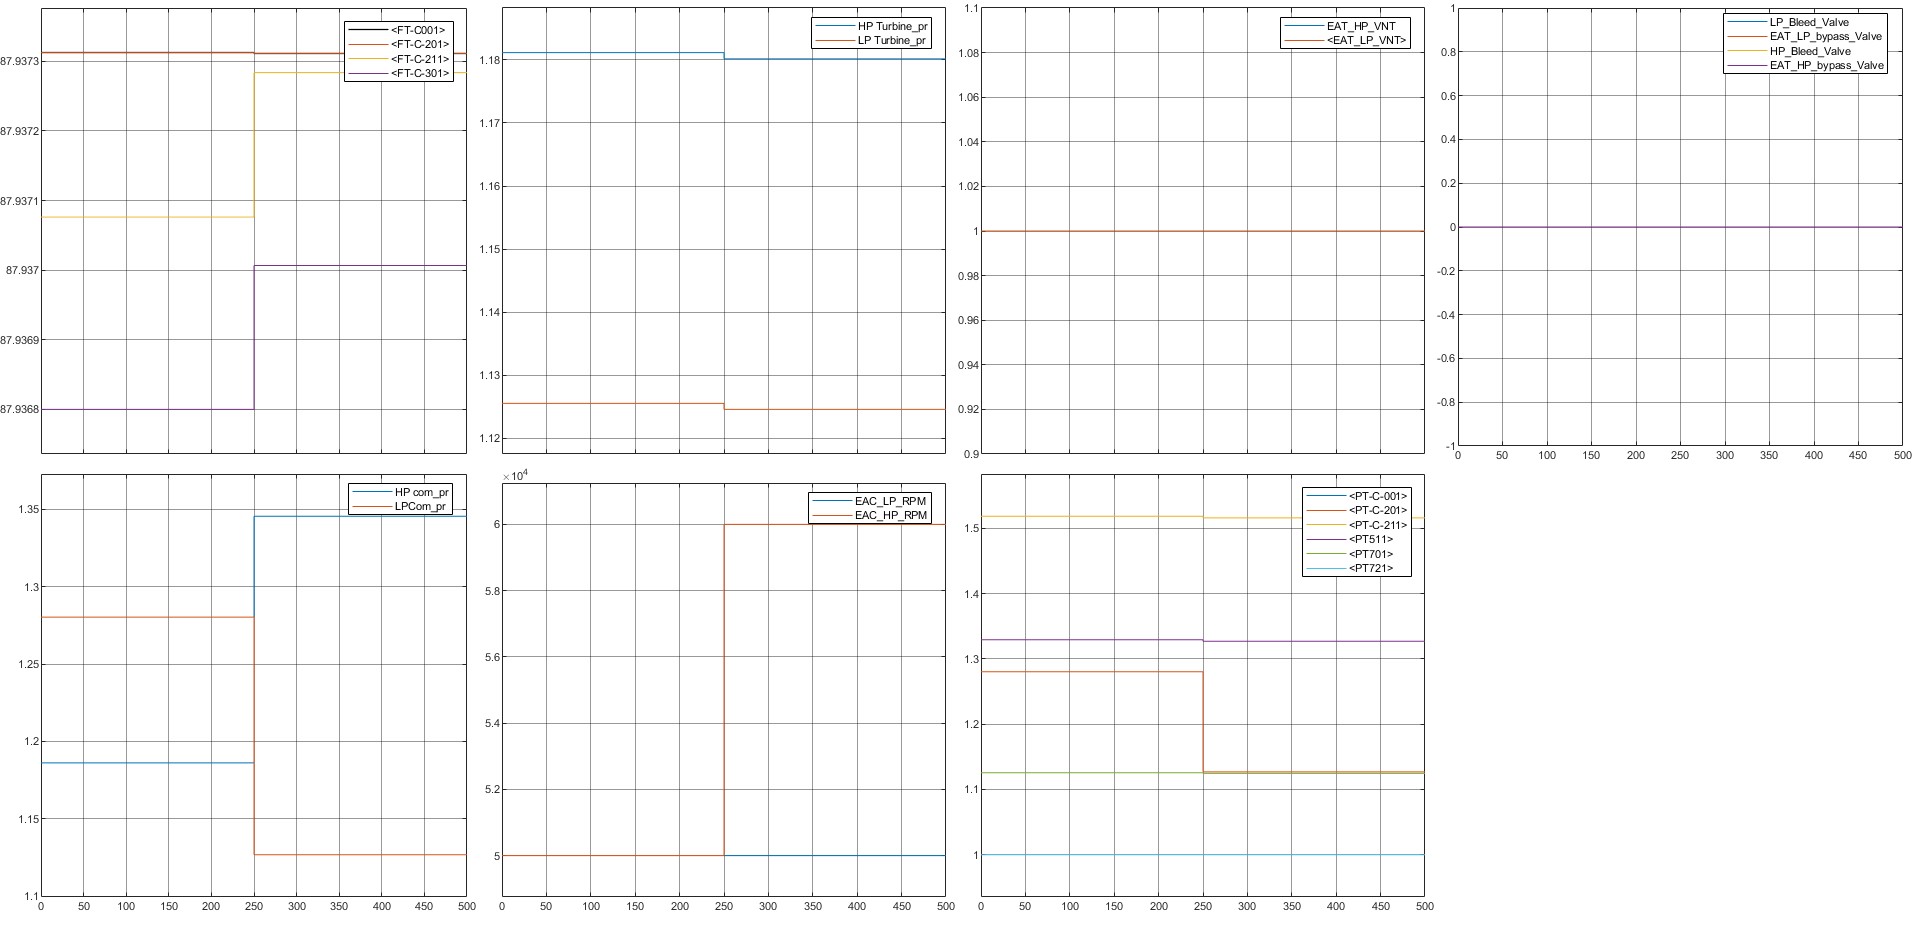 <FT-C001>
<FT-C-201>
<FT-C-211>
<FT-C-301>
87.9373
87.9372
87.9371
87.937
87.9369
87.9368
HP Turbine_pr
LP Turbine_pr
1.18
1.17
1.16
1.15
1.14
1.13
1.12
EAT_HP_VNT
<EAT_LP_VNT>
1.1
1.08
1.06
1.04
1.02
1
0.98
0.96
0.94
0.92
0.9
LP_Bleed_Valve
EAT_LP_bypass_Valve
HP_Bleed_Valve
EAT_HP_bypass_Valve
1
0.8
0.6
0.4
0.2
0
-0.2
-0.4
-0.6
-0.8
-1
0 50 100 150 200 250 300 350 400 450 500
HP com_pr
LPCom_pr
1.35
1.3
1.25
1.2
1.15
1.1
0 50 100 150 200 250 300 350 400 450 500
×10⁴
EAC_LP_RPM
EAC_HP_RPM
6
5.8
5.6
5.4
5.2
5
0 50 100 150 200 250 300 350 400 450 500
<PT-C-001>
<PT-C-201>
<PT-C-211>
<PT511>
<PT701>
<PT721>
1.5
1.4
1.3
1.2
1.1
1
0 50 100 150 200 250 300 350 400 450 500